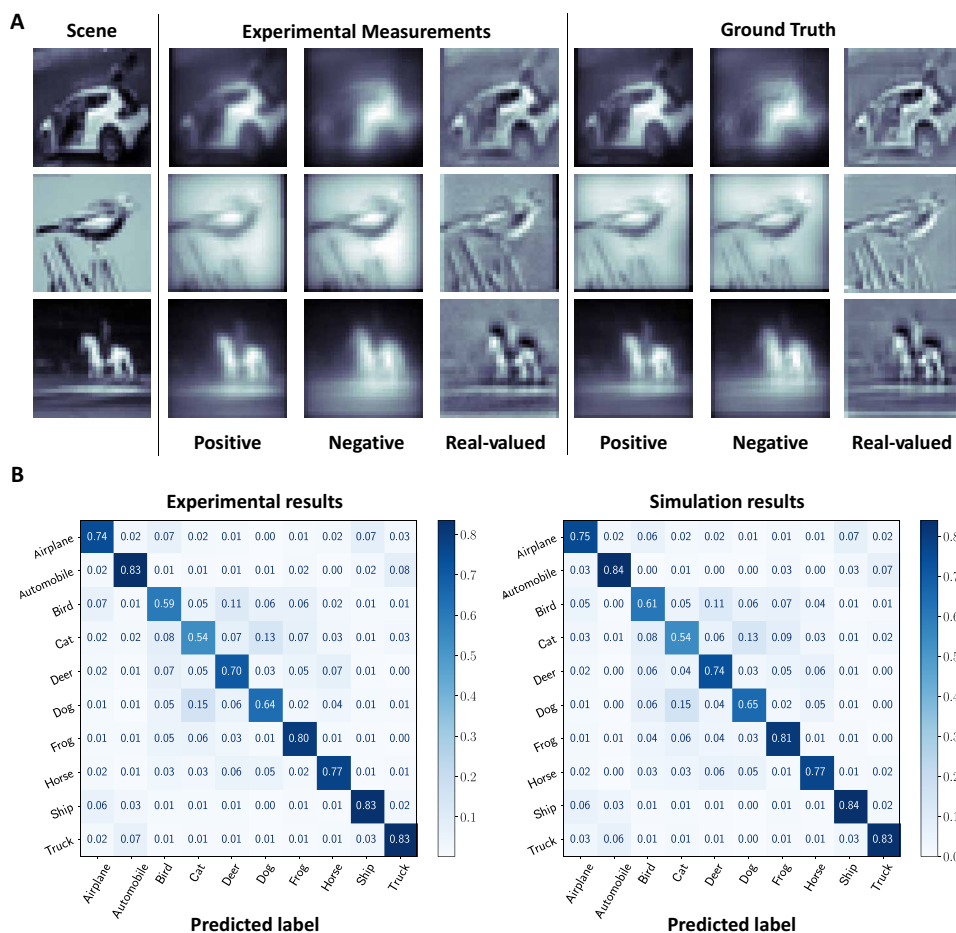 A
Scene Experimental Measurements Ground Truth
Positive Negative Real-valued Positive Negative Real-valued
B
Experimental results
Airplane 0.74 0.02 0.07 0.02 0.01 0.00 0.01 0.02 0.07 0.03
Automobile 0.02 0.83 0.01 0.01 0.01 0.01 0.00 0.00 0.02 0.08
Bird 0.07 0.01 0.59 0.05 0.11 0.06 0.06 0.02 0.01 0.01
Cat 0.02 0.02 0.08 0.54 0.07 0.13 0.07 0.03 0.01 0.03
Deer 0.02 0.01 0.07 0.05 0.70 0.03 0.05 0.07 0.01 0.00
Dog 0.01 0.01 0.05 0.15 0.06 0.64 0.02 0.04 0.01 0.01
Frog 0.01 0.01 0.05 0.06 0.03 0.01 0.80 0.01 0.01 0.00
Horse 0.02 0.01 0.03 0.03 0.06 0.05 0.02 0.77 0.01 0.01
Ship 0.06 0.03 0.01 0.01 0.01 0.00 0.01 0.01 0.83 0.02
Truck 0.02 0.07 0.01 0.01 0.01 0.01 0.01 0.01 0.03 0.83
Airplane Automobile Bird Cat Deer Dog Frog Horse Ship Truck
Predicted label
0.8
0.7
0.6
0.5
0.4
0.3
0.2
0.1
Simulation results
Airplane 0.75 0.02 0.06 0.02 0.02 0.01 0.01 0.01 0.07 0.02
Automobile 0.03 0.84 0.00 0.01 0.00 0.01 0.00 0.00 0.03 0.07
Bird 0.05 0.00 0.61 0.05 0.11 0.06 0.07 0.04 0.01 0.01
Cat 0.03 0.01 0.08 0.54 0.06 0.13 0.09 0.03 0.01 0.02
Deer 0.02 0.00 0.06 0.04 0.74 0.03 0.05 0.06 0.01 0.00
Dog 0.01 0.00 0.05 0.15 0.04 0.65 0.02 0.05 0.01 0.01
Frog 0.01 0.01 0.04 0.06 0.04 0.03 0.81 0.01 0.01 0.00
Horse 0.02 0.00 0.02 0.03 0.06 0.05 0.01 0.77 0.01 0.02
Ship 0.06 0.03 0.01 0.01 0.01 0.00 0.01 0.01 0.84 0.02
Truck 0.03 0.06 0.01 0.01 0.00 0.01 0.00 0.01 0.03 0.83
Airplane Automobile Bird Cat Deer Dog Frog Horse Ship Truck
Predicted label
0.8
0.7
0.6
0.5
0.4
0.3
0.2
0.1